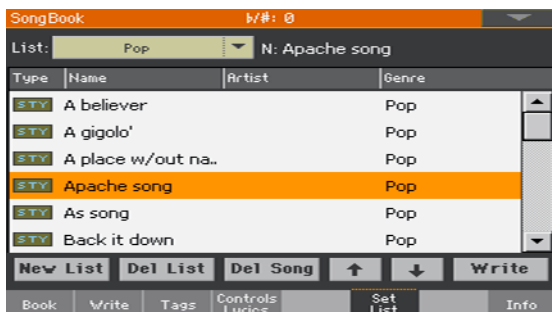 SongBook b/#: 0
List: Pop N: Apache song
Type Name Artist Genre
STY A believer Pop
STY A gigolo' Pop
STY A place w/out na.. Pop
STY Apache song Pop
STY As song Pop
STY Back it down Pop
New List Del List Del Song ↑ ↓ Write
Book Write Tags Controls Lyrics Set List Info